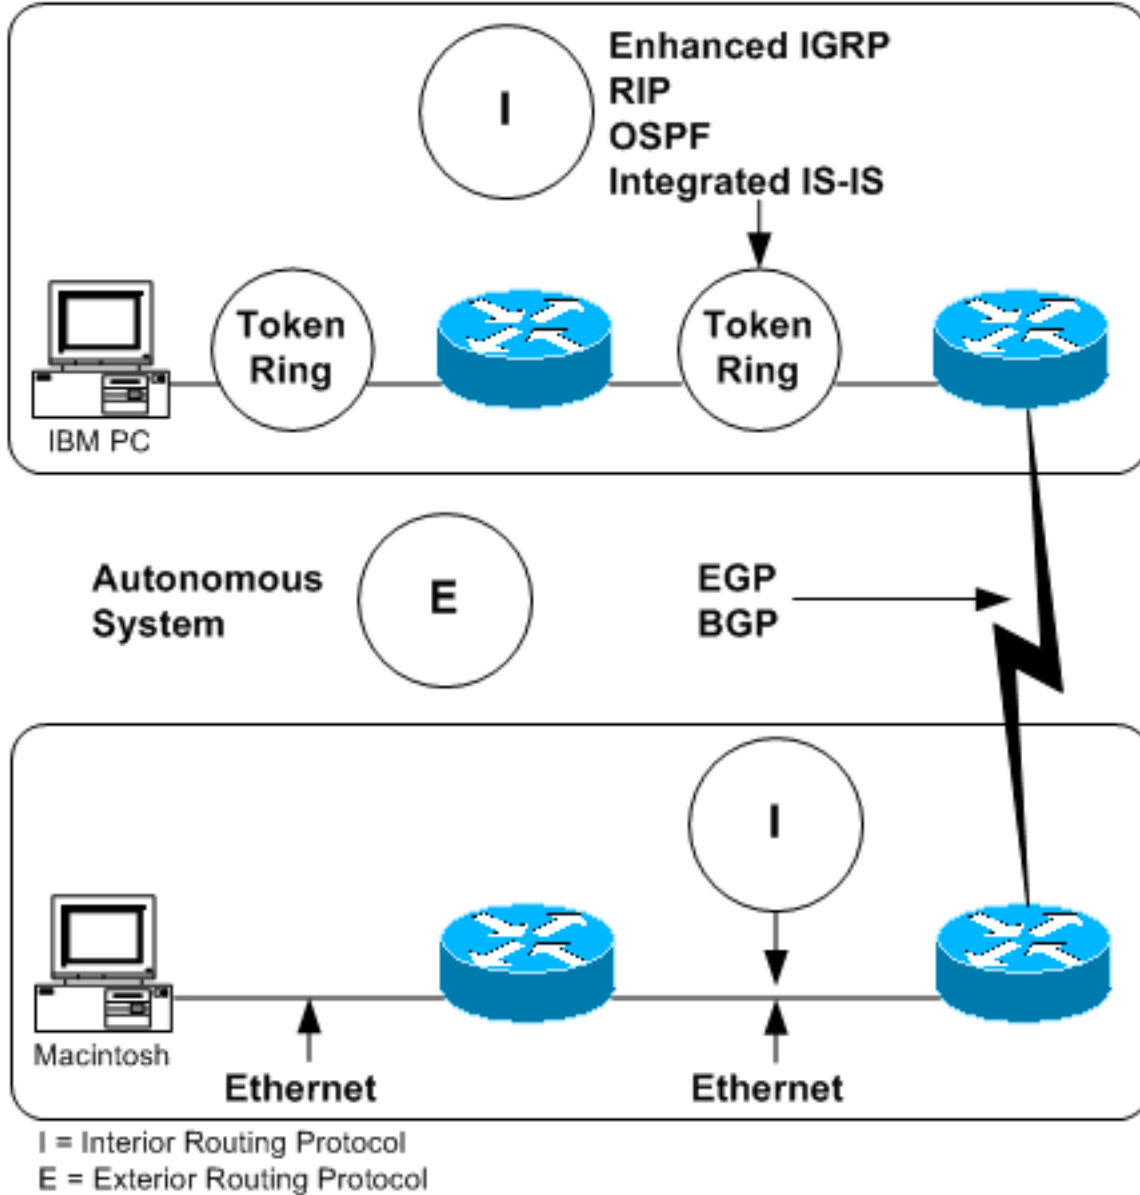 I
Enhanced IGRP
RIP
OSPF
Integrated IS-IS
Token
Ring
Token
Ring
IBM PC
Autonomous
System
E
EGP
BGP
I
Macintosh
Ethernet
Ethernet
I = Interior Routing Protocol
E = Exterior Routing Protocol